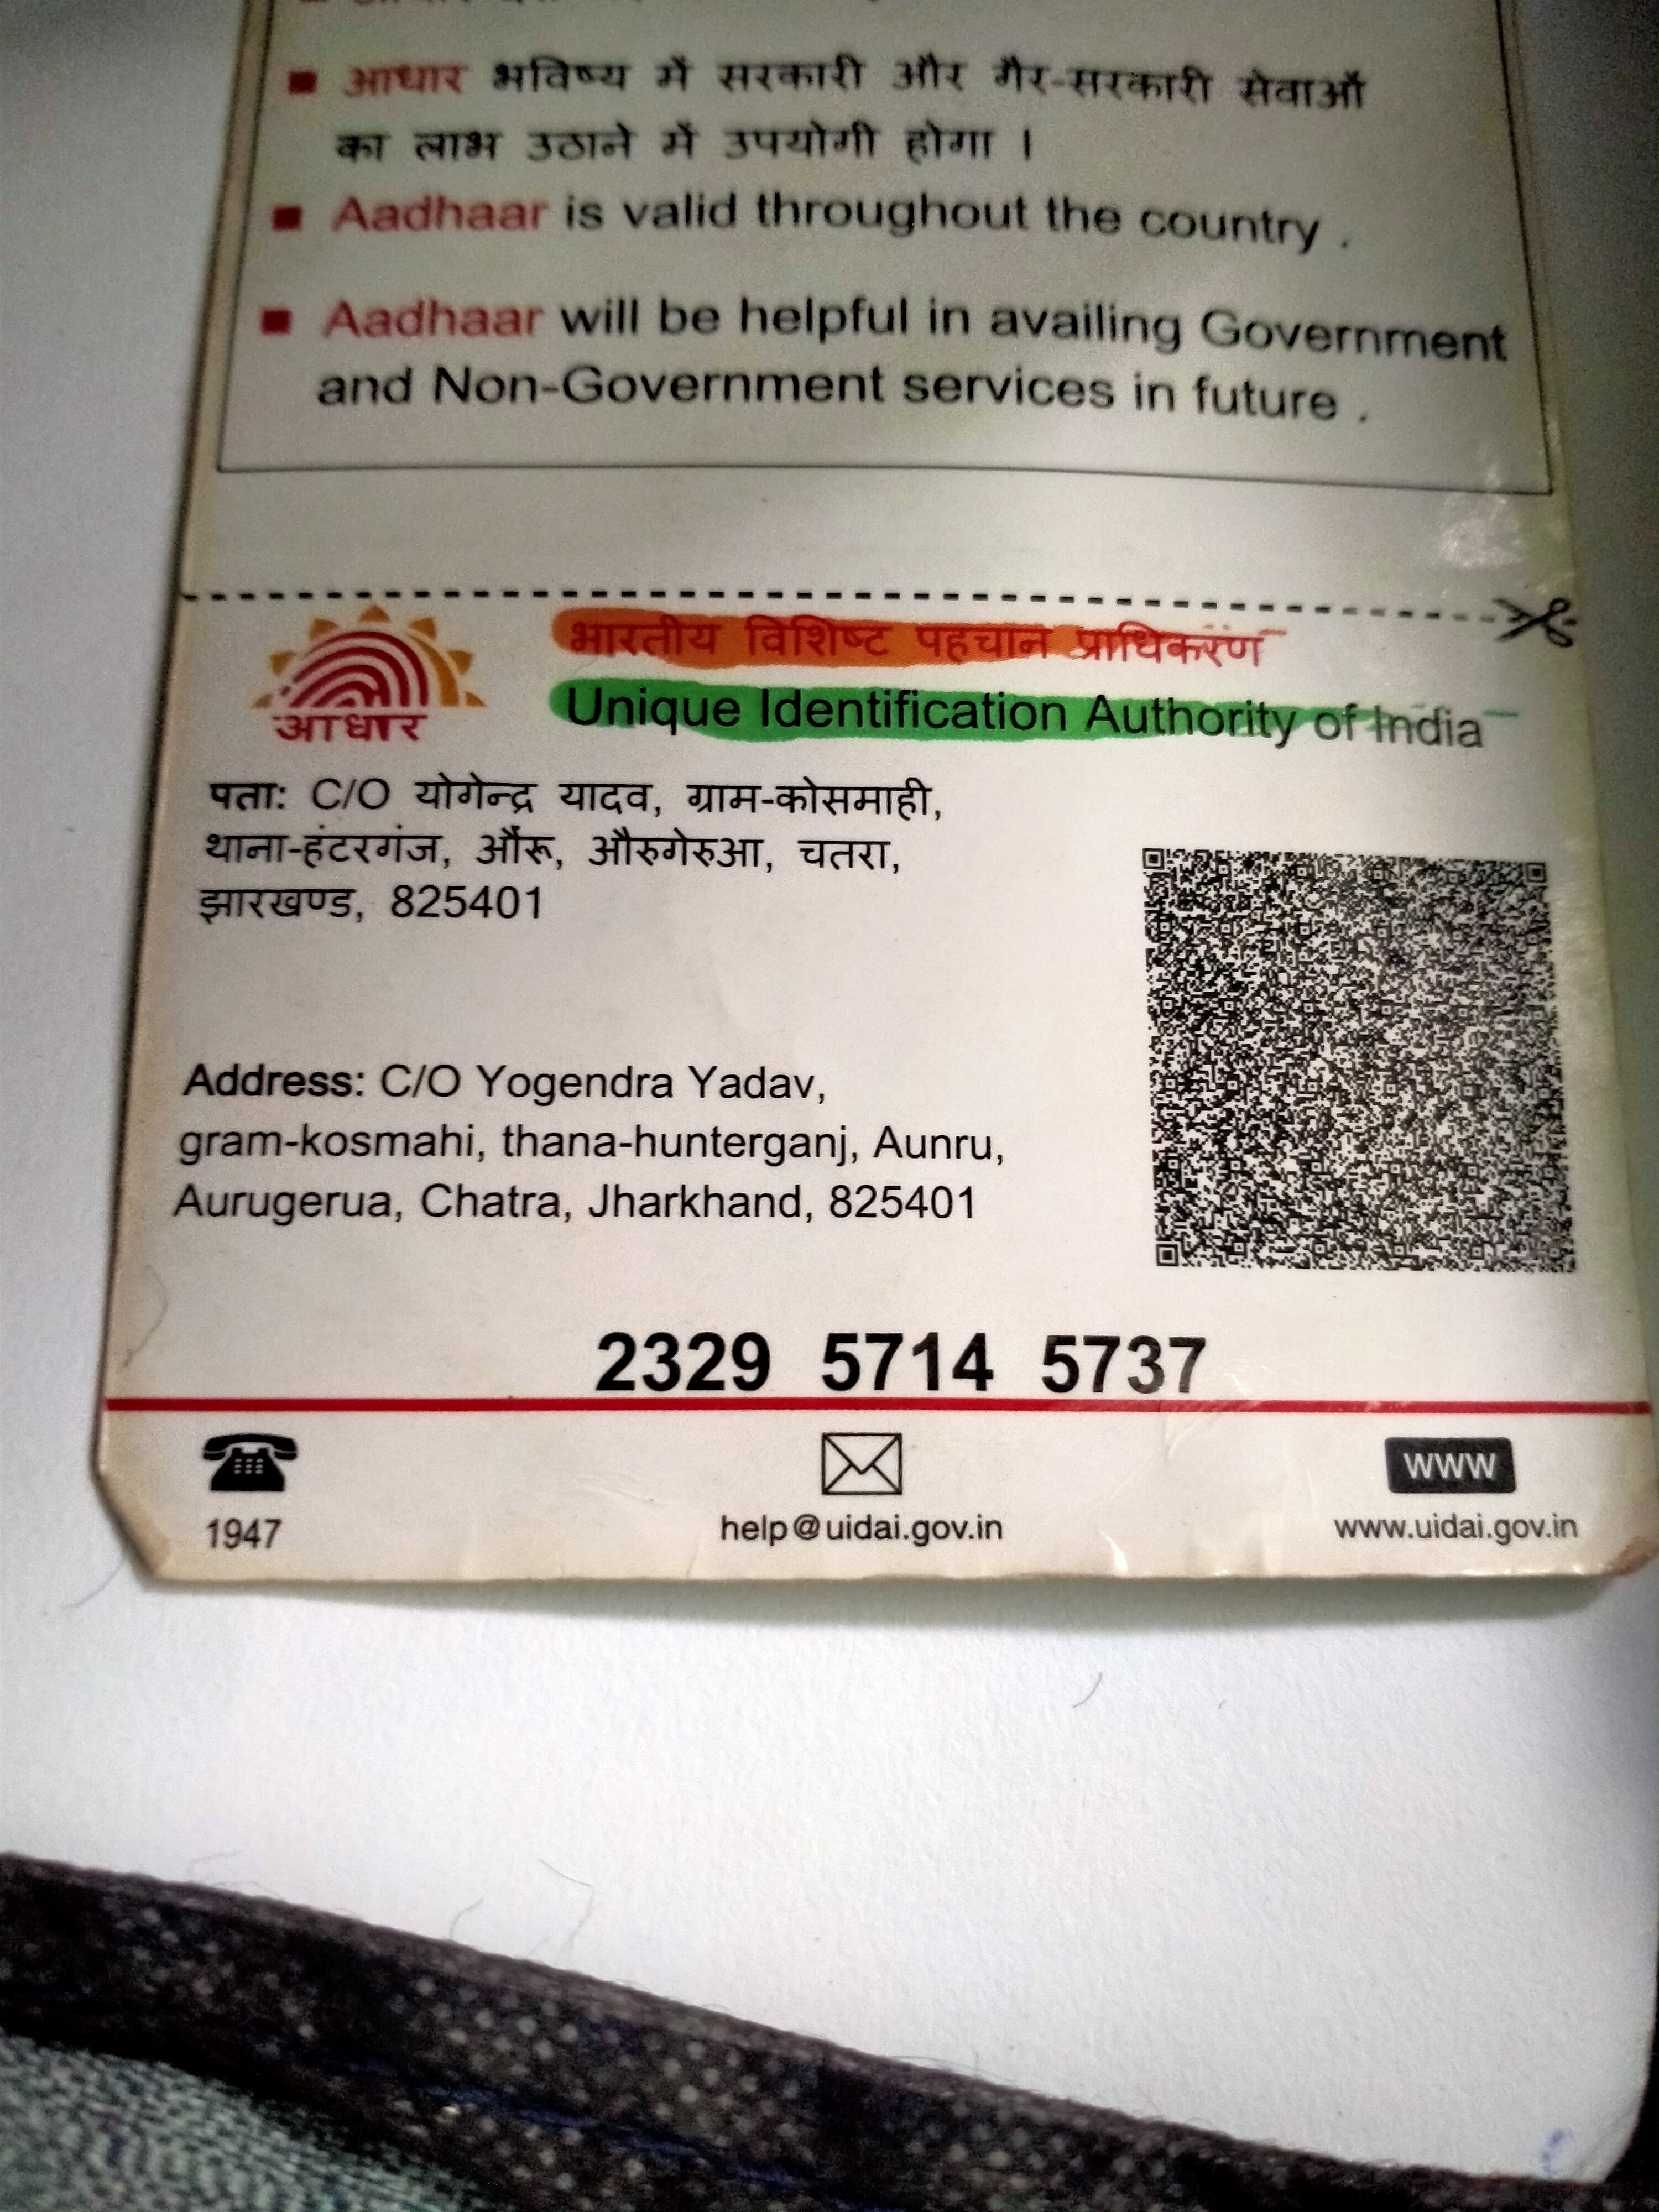 आधार भविष्य में सरकारी और गैर-सरकारी सेवाओं
का लाभ उठाने में उपयोगी होगा ।
Aadhaar is valid throughout the country .
Aadhaar will be helpful in availing Government
and Non-Government services in future .
भारतीय विशिष्ट पहचान प्राधिकरण
Unique Identification Authority of India
आधार
पता: C/O योगेन्द्र यादव, ग्राम-कोसमाही,
थाना-हंटरगंज, औंरू, औरुगेरुआ, चतरा,
झारखण्ड, 825401
Address: C/O Yogendra Yadav,
gram-kosmahi, thana-hunterganj, Aunru,
Aurugerua, Chatra, Jharkhand, 825401
2329 5714 5737
WWW
1947
help@uidai.gov.in
www.uidai.gov.in